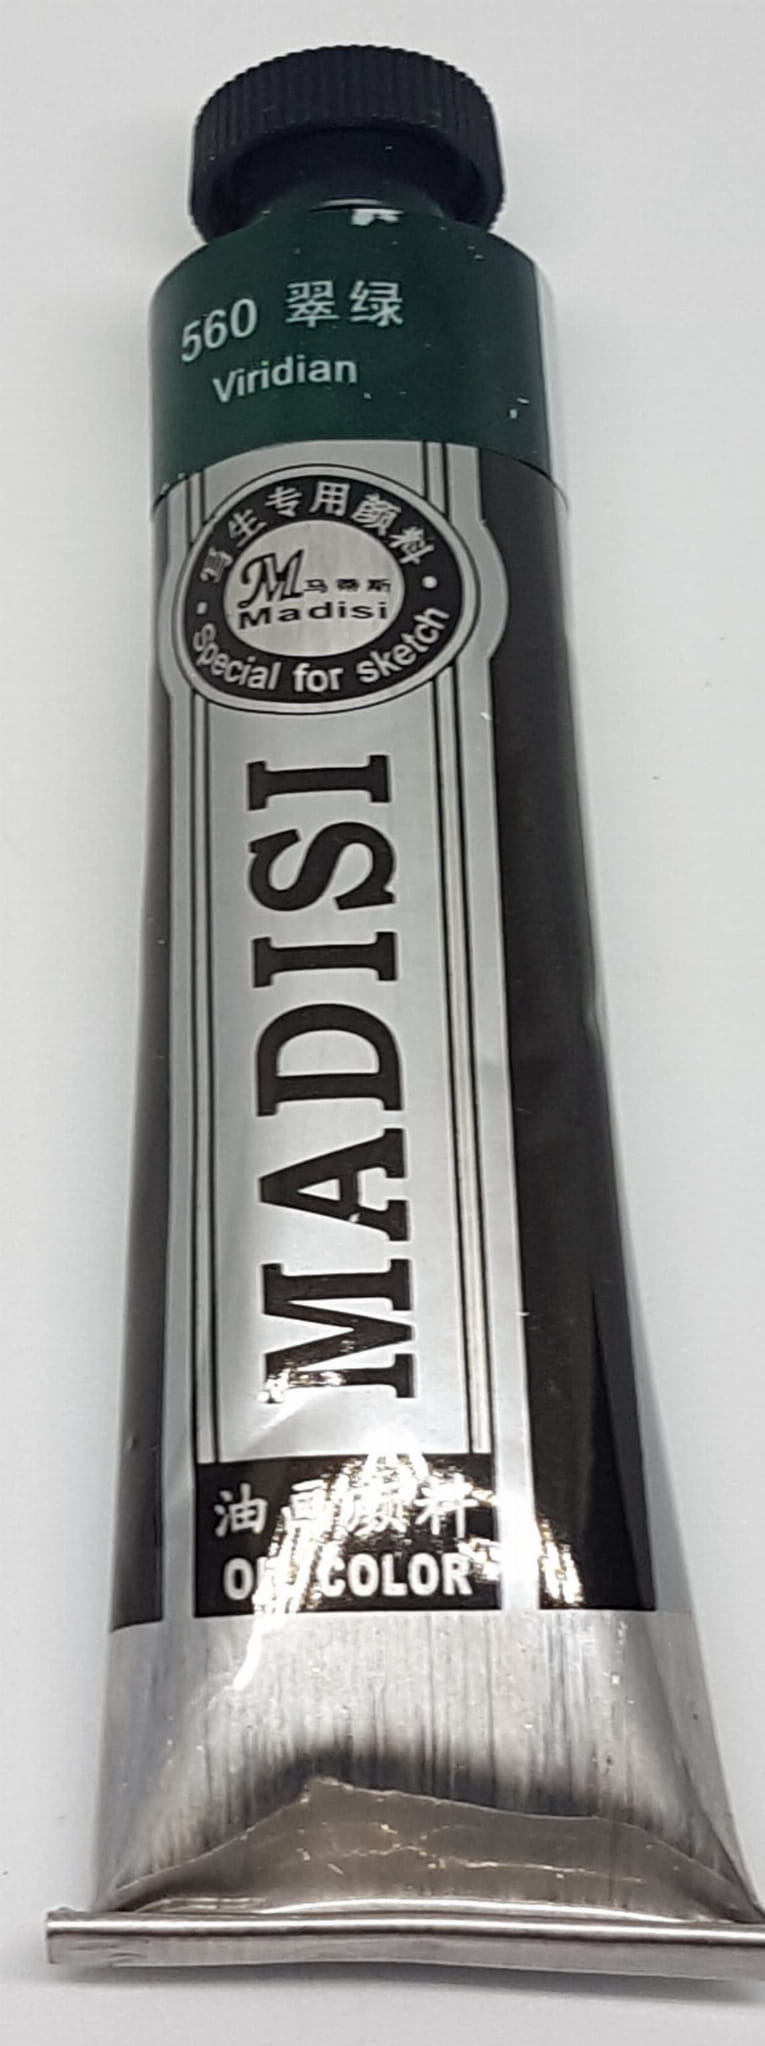 560 翠绿
Viridian
写生专用颜料
M 马蒂斯
Madisi
• Special for sketch •
MADISI
油画颜料
OIL COLOR